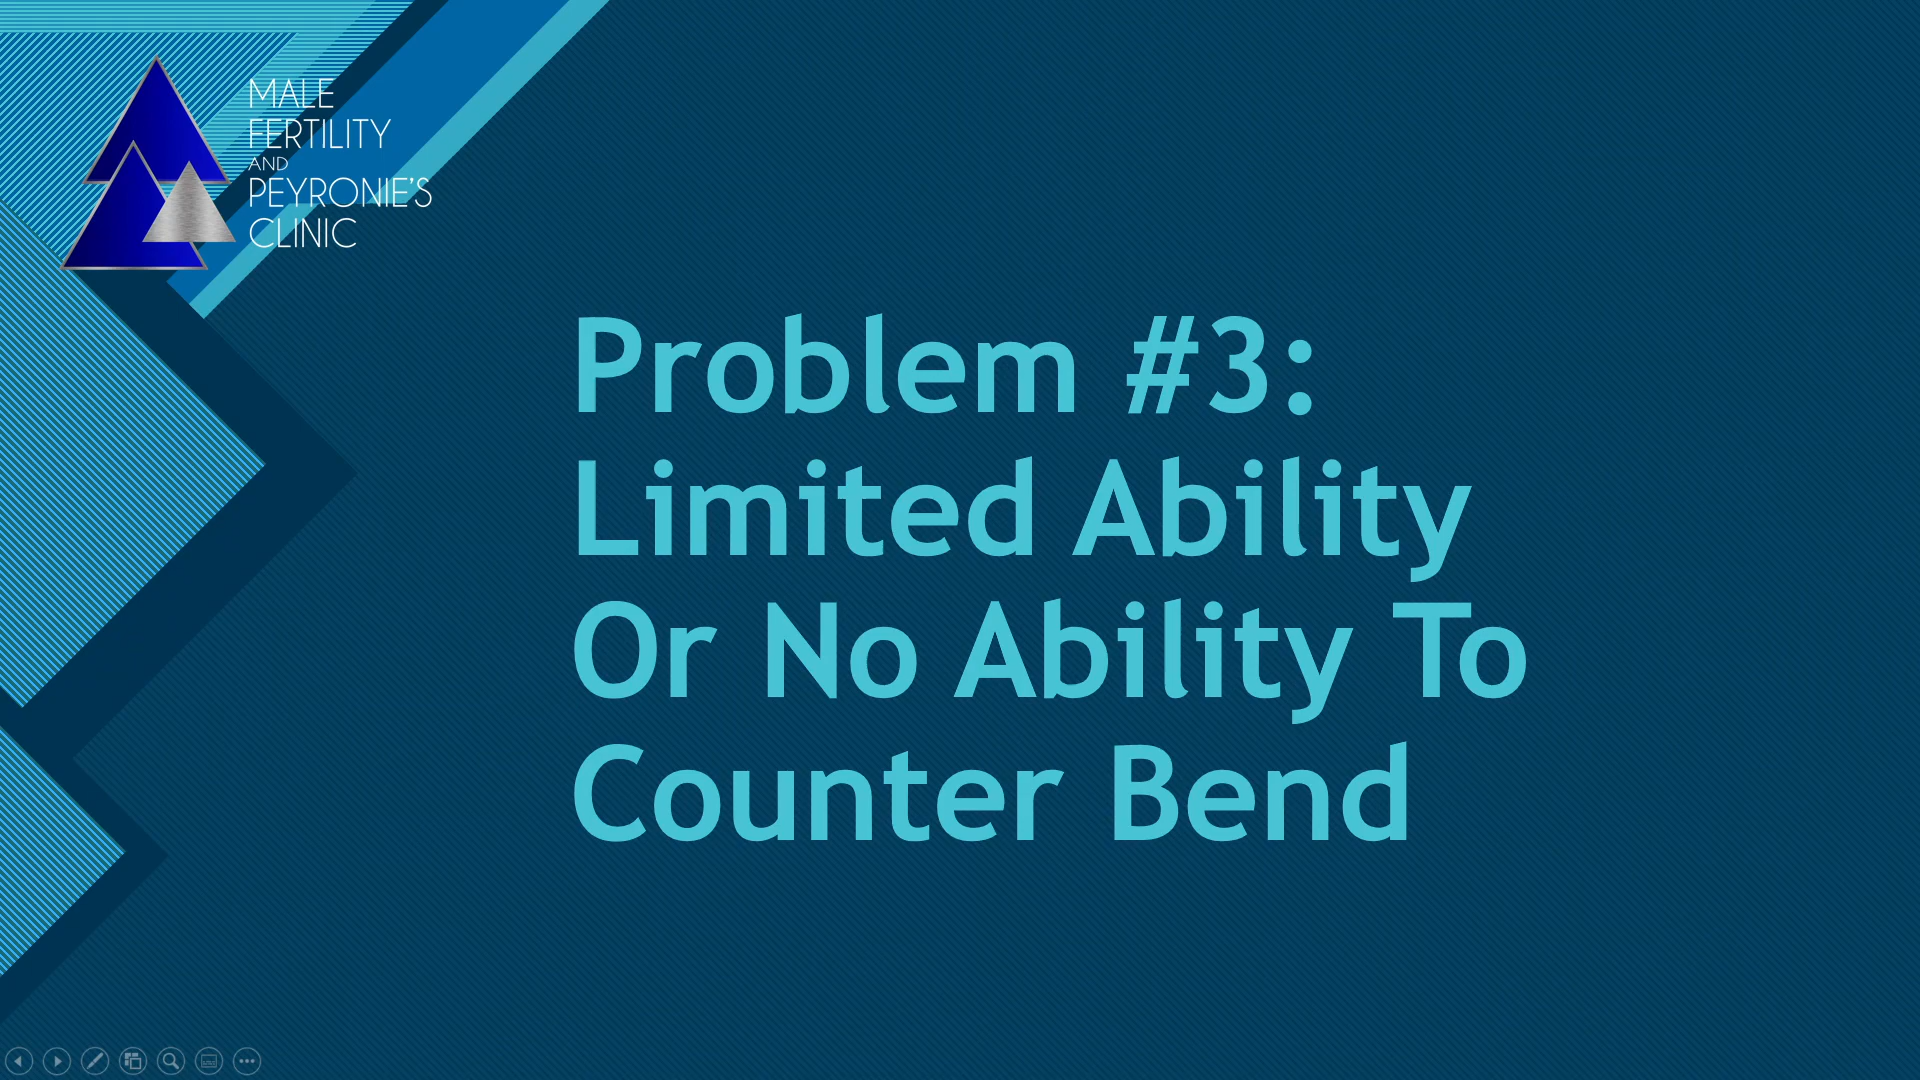 MALE
FERTILITY
AND
PEYRONIE'S
CLINIC
Problem #3:
Limited Ability
Or No Ability To
Counter Bend